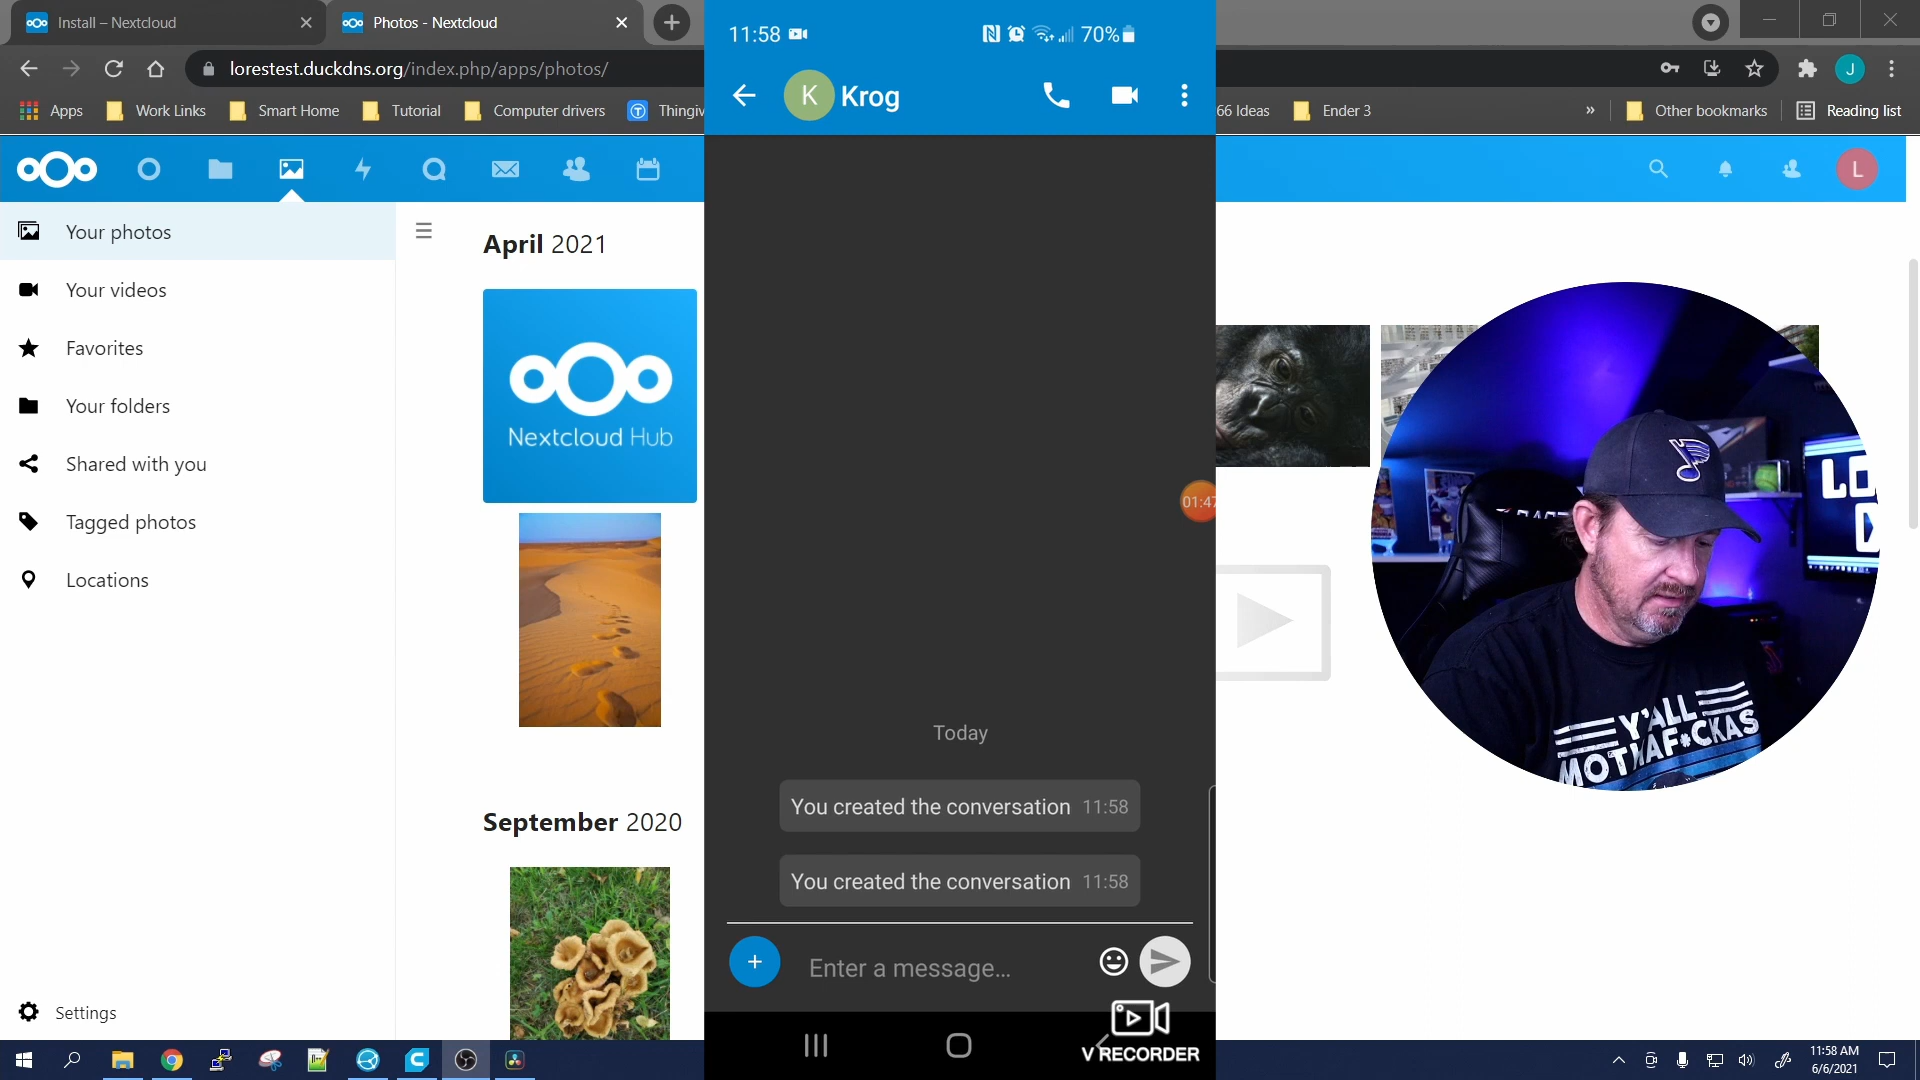 Install – Nextcloud
Photos - Nextcloud
lorestest.duckdns.org/index.php/apps/photos/
J
Apps
Work Links
Smart Home
Tutorial
Computer drivers
T
Thingiv
66 Ideas
Ender 3
»
Other bookmarks
Reading list
L
Your photos
Your videos
Favorites
Your folders
Shared with you
Tagged photos
Locations
Settings
April 2021
Nextcloud Hub
September 2020
11:58
70%
K
Krog
01:47
Today
You created the conversation 11:58
You created the conversation 11:58
Enter a message...
V RECORDER
LO
D
Y'ALL
MOTHAF*CKAS
11:58 AM
6/6/2021